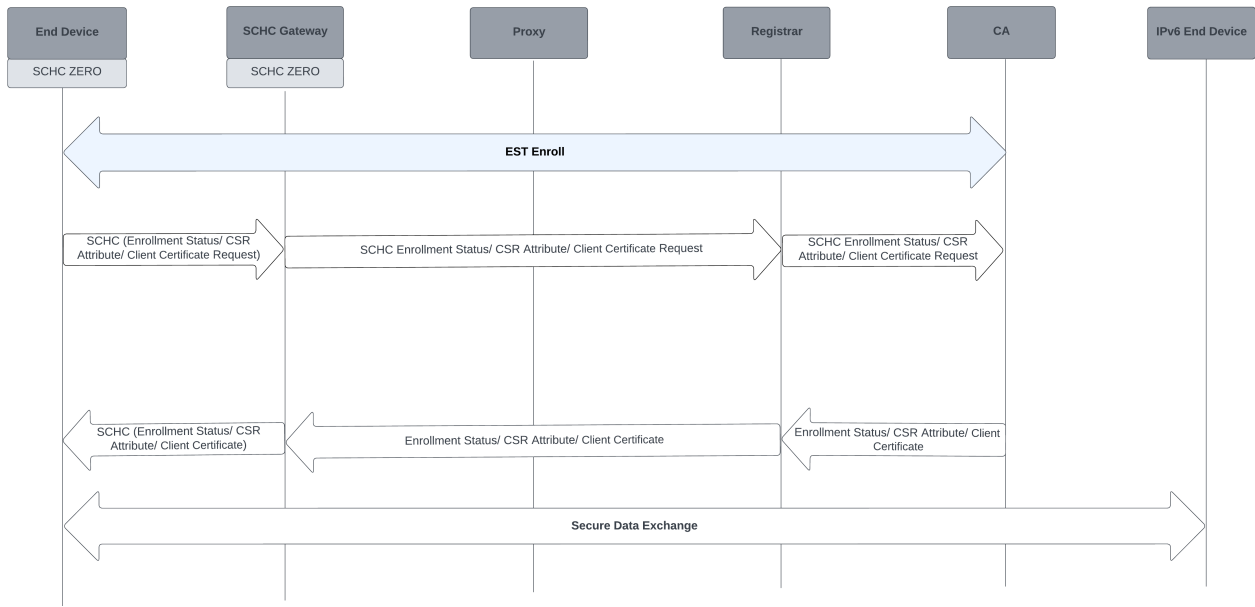 End Device
SCHC Gateway
Proxy
Registrar
CA
IPv6 End Device
SCHC ZERO
SCHC ZERO
EST Enroll
SCHC (Enrollment Status/ CSR
Attribute/ Client Certificate Request)
SCHC Enrollment Status/ CSR Attribute/ Client Certificate Request
SCHC Enrollment Status/ CSR
Attribute/ Client Certificate Request
SCHC (Enrollment Status/ CSR
Attribute/ Client Certificate)
Enrollment Status/ CSR Attribute/ Client Certificate
Enrollment Status/ CSR Attribute/ Client
Certificate
Secure Data Exchange